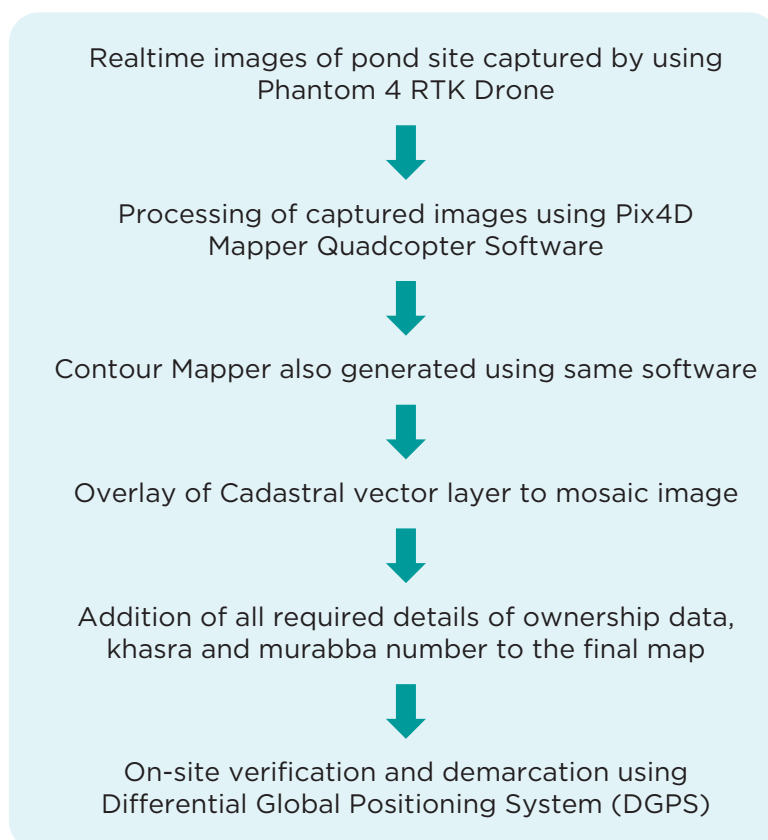 Realtime images of pond site captured by using
Phantom 4 RTK Drone
Processing of captured images using Pix4D
Mapper Quadcopter Software
Contour Mapper also generated using same software
Overlay of Cadastral vector layer to mosaic image
Addition of all required details of ownership data,
khasra and murabba number to the final map
On-site verification and demarcation using
Differential Global Positioning System (DGPS)